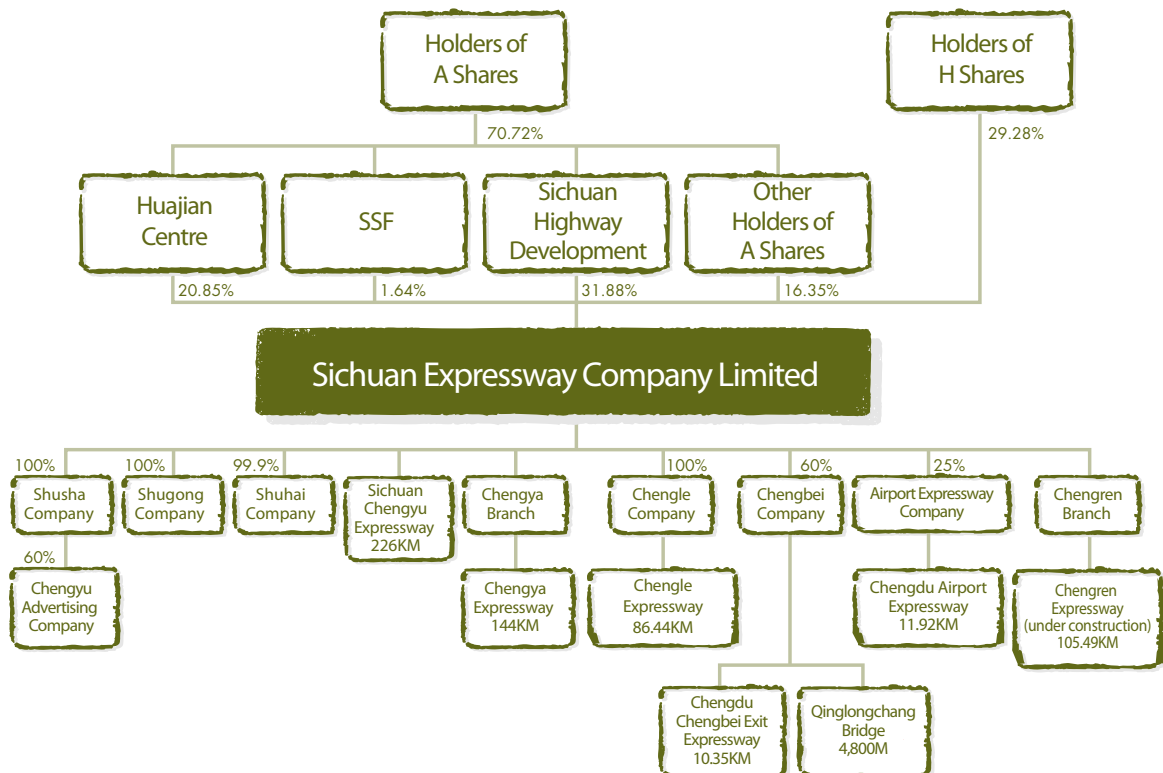 Holders of
A Shares
Holders of
H Shares
70.72%
29.28%
Huajian
Centre
SSF
Sichuan
Highway
Development
Other
Holders of
A Shares
20.85%
1.64%
31.88%
16.35%
Sichuan Expressway Company Limited
100%
100%
99.9%
100%
60%
25%
Shusha
Company
Shugong
Company
Shuhai
Company
Sichuan
Chengyu
Expressway
226KM
Chengya
Branch
Chengle
Company
Chengbei
Company
Airport Expressway
Company
Chengren
Branch
60%
Chengyu
Advertising
Company
Chengya
Expressway
144KM
Chengle
Expressway
86.44KM
Chengdu Airport
Expressway
11.92KM
Chengren
Expressway
(under construction)
105.49KM
Chengdu
Chengbei Exit
Expressway
10.35KM
Qinglongchang
Bridge
4,800M